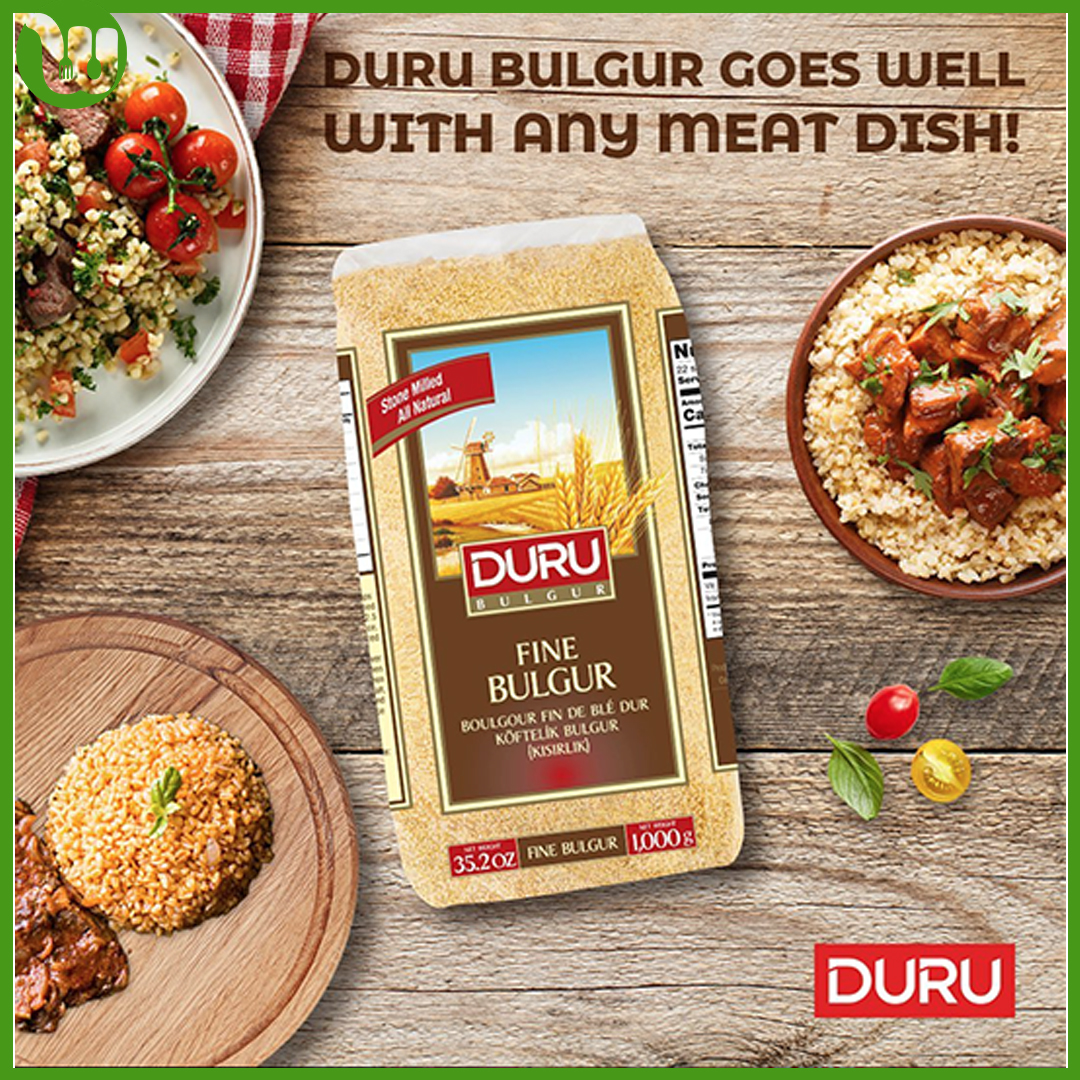 DURU BULGUR GOES WELL
WITH ANY MEAT DISH!
Stone Milled
All Natural
DURU
BULGUR
FINE
BULGUR
BOULGOUR FIN DE BLÉ DUR
KÖFTELİK BULGUR
(KISIRLIK)
NET WEIGHT
35.2 OZ
FINE BULGUR
NET WEIGHT
1,000 g
DURU